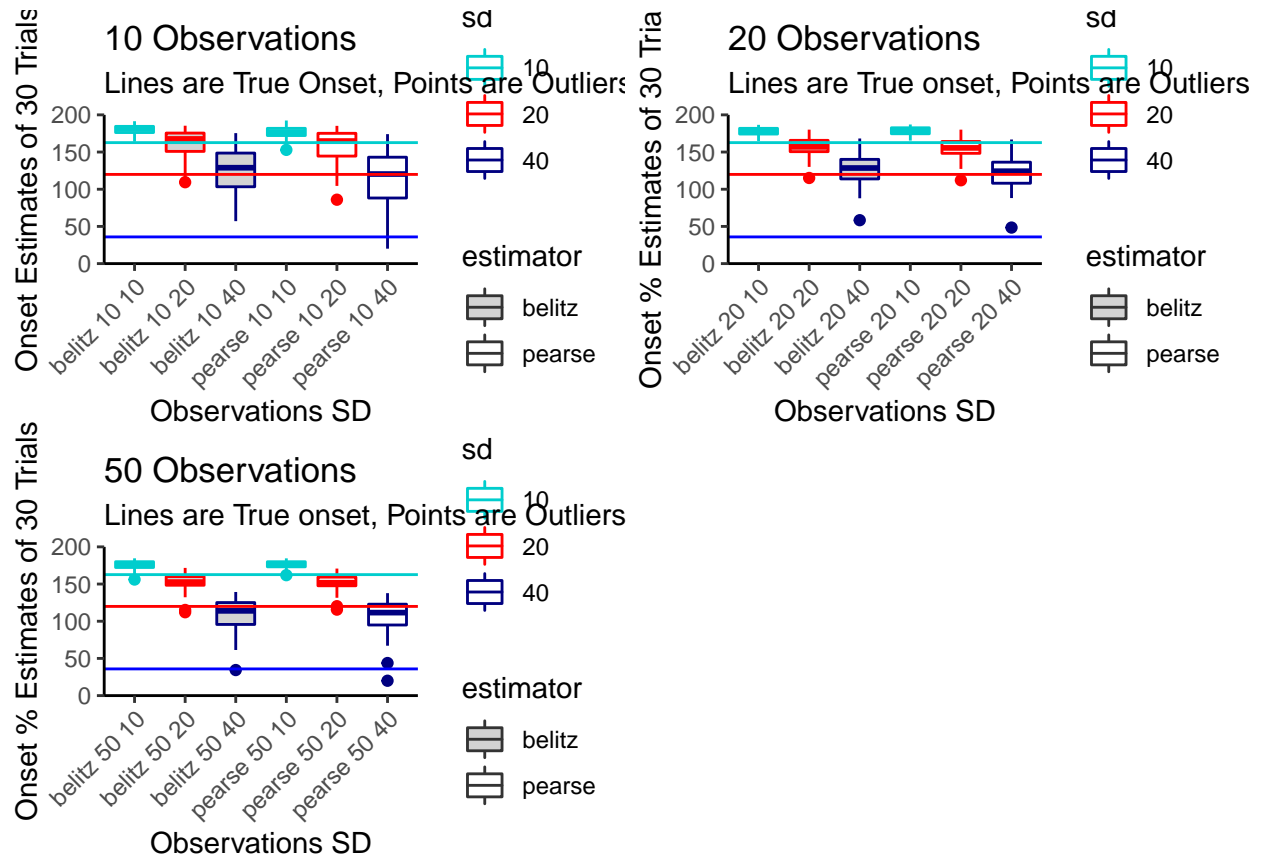 10 Observations
Lines are True Onset, Points are Outliers
Onset Estimates of 30 Trials
200
150
100
50
0
belitz 10 10
belitz 10 20
belitz 10 40
pearse 10 10
pearse 10 20
pearse 10 40
Observations SD
sd
10
20
40
estimator
belitz
pearse
20 Observations
Lines are True onset, Points are Outliers
Onset % Estimates of 30 Tria
200
150
100
50
0
belitz 20 10
belitz 20 20
belitz 20 40
pearse 20 10
pearse 20 20
pearse 20 40
Observations SD
sd
10
20
40
estimator
belitz
pearse
50 Observations
Lines are True onset, Points are Outliers
Onset % Estimates of 30 Trials
200
150
100
50
0
belitz 50 10
belitz 50 20
belitz 50 40
pearse 50 10
pearse 50 20
pearse 50 40
Observations SD
sd
10
20
40
estimator
belitz
pearse